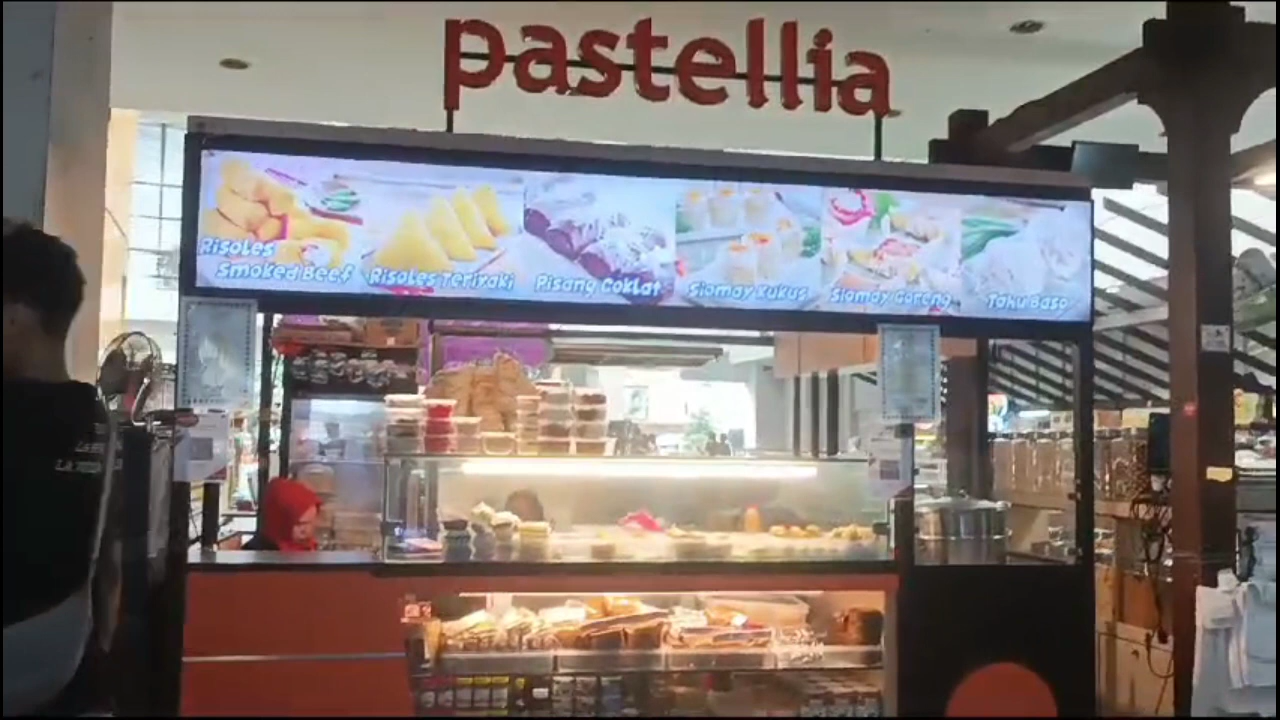 pastellia
Risoles
Smoked Beef
Risoles Teriyaki
Pisang Coklat
Siomay Kukus
Siomay Goreng
Tahu Baso